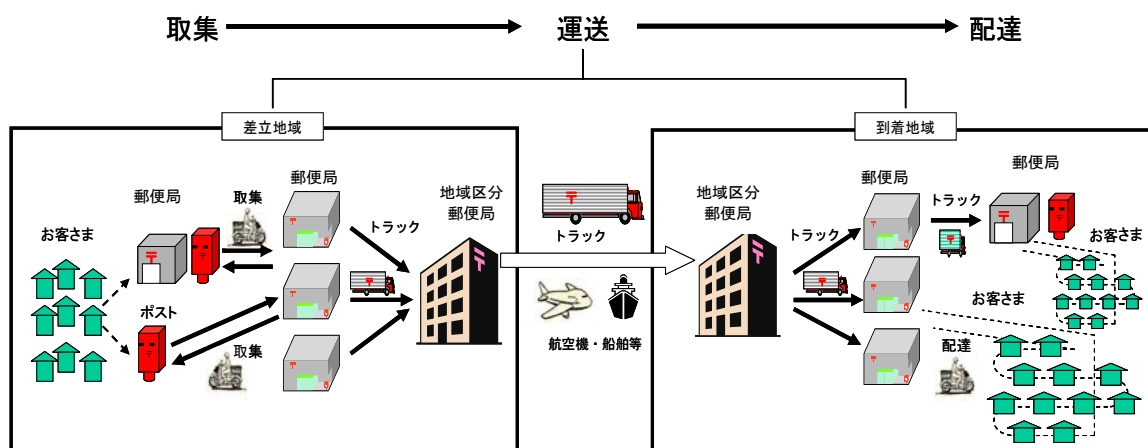 取集
運送
配達
差立地域
到着地域
郵便局
取集
郵便局
地域区分
郵便局
お客さま
トラック
ポスト
取集
トラック
航空機・船舶等
地域区分
郵便局
郵便局
トラック
トラック
郵便局
お客さま
お客さま
配達